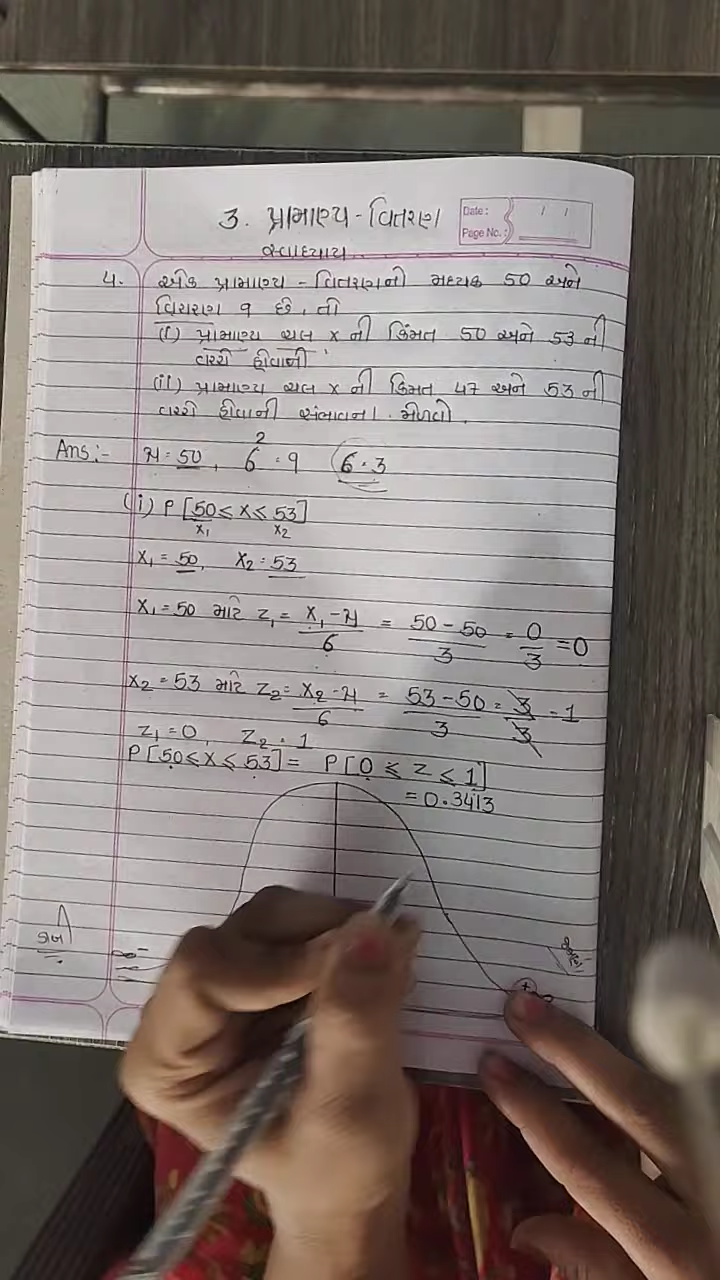 3. પ્રામાણ્ય - વિતરણ
Date : / /
Page No. :
સ્વાધ્યાય
4. એક પ્રામાણ્ય - વિતરણનો મધ્યક 50 અને
વિચરણ 9 છે, તો
(i) પ્રામાણ્ય ચલ x ની કિંમત 50 અને 53 ની
વચ્ચે હોવાની
(ii) પ્રામાણ્ય ચલ x ની કિંમત 47 અને 53 ની
વચ્ચે હોવાની સંભાવના મેળવો.
Ans:- μ = 50, σ² = 9 σ = 3
(i) P [50 ≤ x ≤ 53]
x₁ x₂
x₁ = 50, x₂ = 53
x₁ = 50 માટે z₁ = x₁ - μ / σ = 50 - 50 / 3 = 0 / 3 = 0
x₂ = 53 માટે z₂ = x₂ - μ / σ = 53 - 50 / 3 = 3 / 3 = 1
z₁ = 0, z₂ = 1
P [50 ≤ x ≤ 53] = P [0 ≤ z ≤ 1]
= 0.3413
ડાબી
-∞
+∞